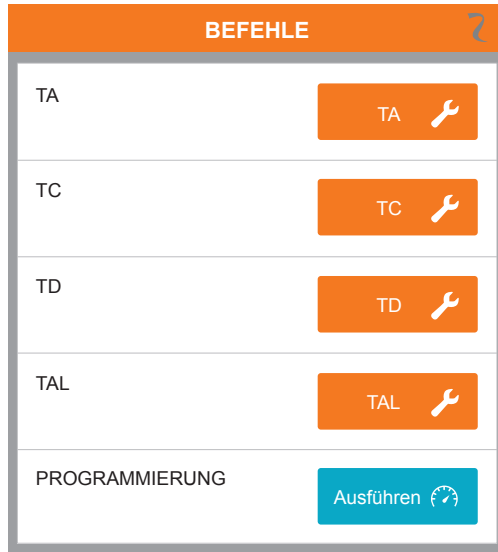 BEFEHLE
TA
TA
TC
TC
TD
TD
TAL
TAL
PROGRAMMIERUNG
Ausführen